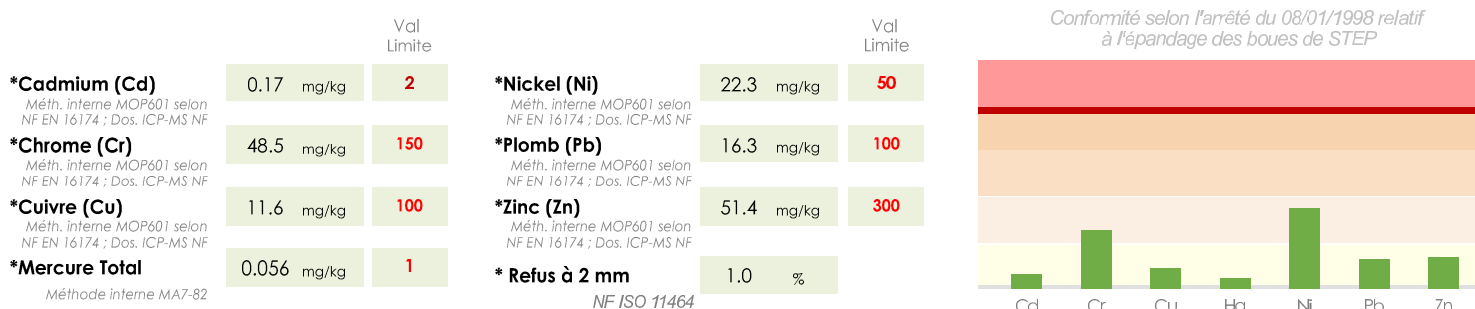 Val
Limite
*Cadmium (Cd)
0.17 mg/kg
2
Méth. interne MOP601 selon
NF EN 16174 ; Dos. ICP-MS NF
*Chrome (Cr)
48.5 mg/kg
150
Méth. interne MOP601 selon
NF EN 16174 ; Dos. ICP-MS NF
*Cuivre (Cu)
11.6 mg/kg
100
Méth. interne MOP601 selon
NF EN 16174 ; Dos. ICP-MS NF
*Mercure Total
0.056 mg/kg
1
Méthode interne MA7-82
Val
Limite
*Nickel (Ni)
22.3 mg/kg
50
Méth. interne MOP601 selon
NF EN 16174 ; Dos. ICP-MS NF
*Plomb (Pb)
16.3 mg/kg
100
Méth. interne MOP601 selon
NF EN 16174 ; Dos. ICP-MS NF
*Zinc (Zn)
51.4 mg/kg
300
Méth. interne MOP601 selon
NF EN 16174 ; Dos. ICP-MS NF
* Refus à 2 mm
1.0 %
NF ISO 11464
Conformité selon l'arrêté du 08/01/1998 relatif
à l'épandage des boues de STEP
Cd Cr Cu Hg Ni Pb Zn